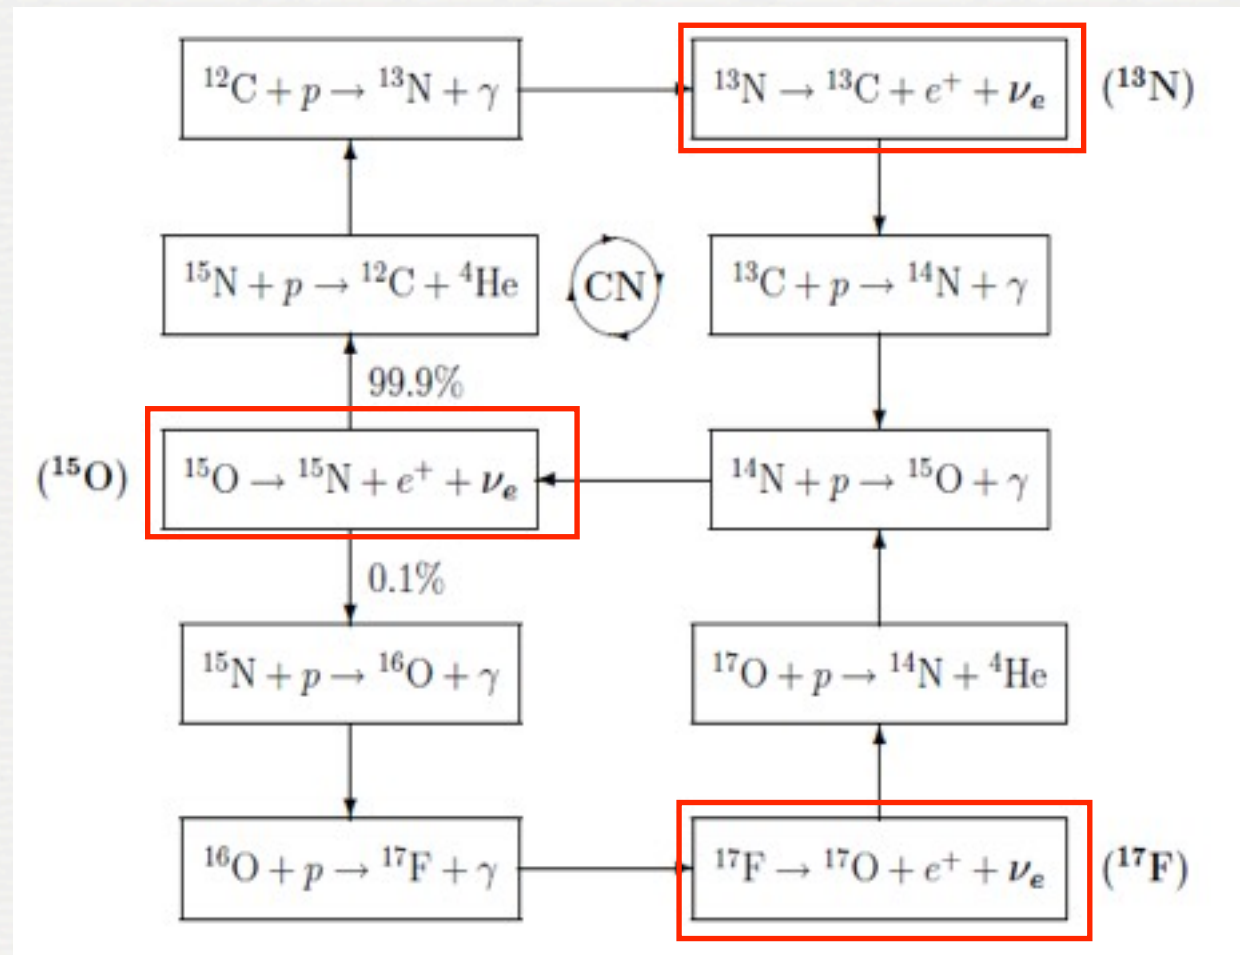 ¹²C + p → ¹³N + γ
¹³N → ¹³C + e⁺ + νₑ (¹³N)
¹⁵N + p → ¹²C + ⁴He
CN
¹³C + p → ¹⁴N + γ
99.9%
(¹⁵O) ¹⁵O → ¹⁵N + e⁺ + νₑ
¹⁴N + p → ¹⁵O + γ
0.1%
¹⁵N + p → ¹⁶O + γ
¹⁷O + p → ¹⁴N + ⁴He
¹⁶O + p → ¹⁷F + γ
¹⁷F → ¹⁷O + e⁺ + νₑ (¹⁷F)